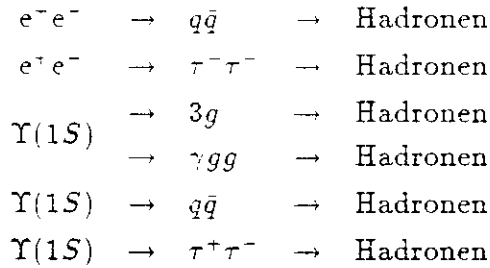 e⁺e⁻ → qq̄ → Hadronen
e⁺e⁻ → τ⁻τ⁻ → Hadronen
→ 3g → Hadronen
Υ(1S)
→ γgg → Hadronen
Υ(1S) → qq̄ → Hadronen
Υ(1S) → τ⁺τ⁻ → Hadronen